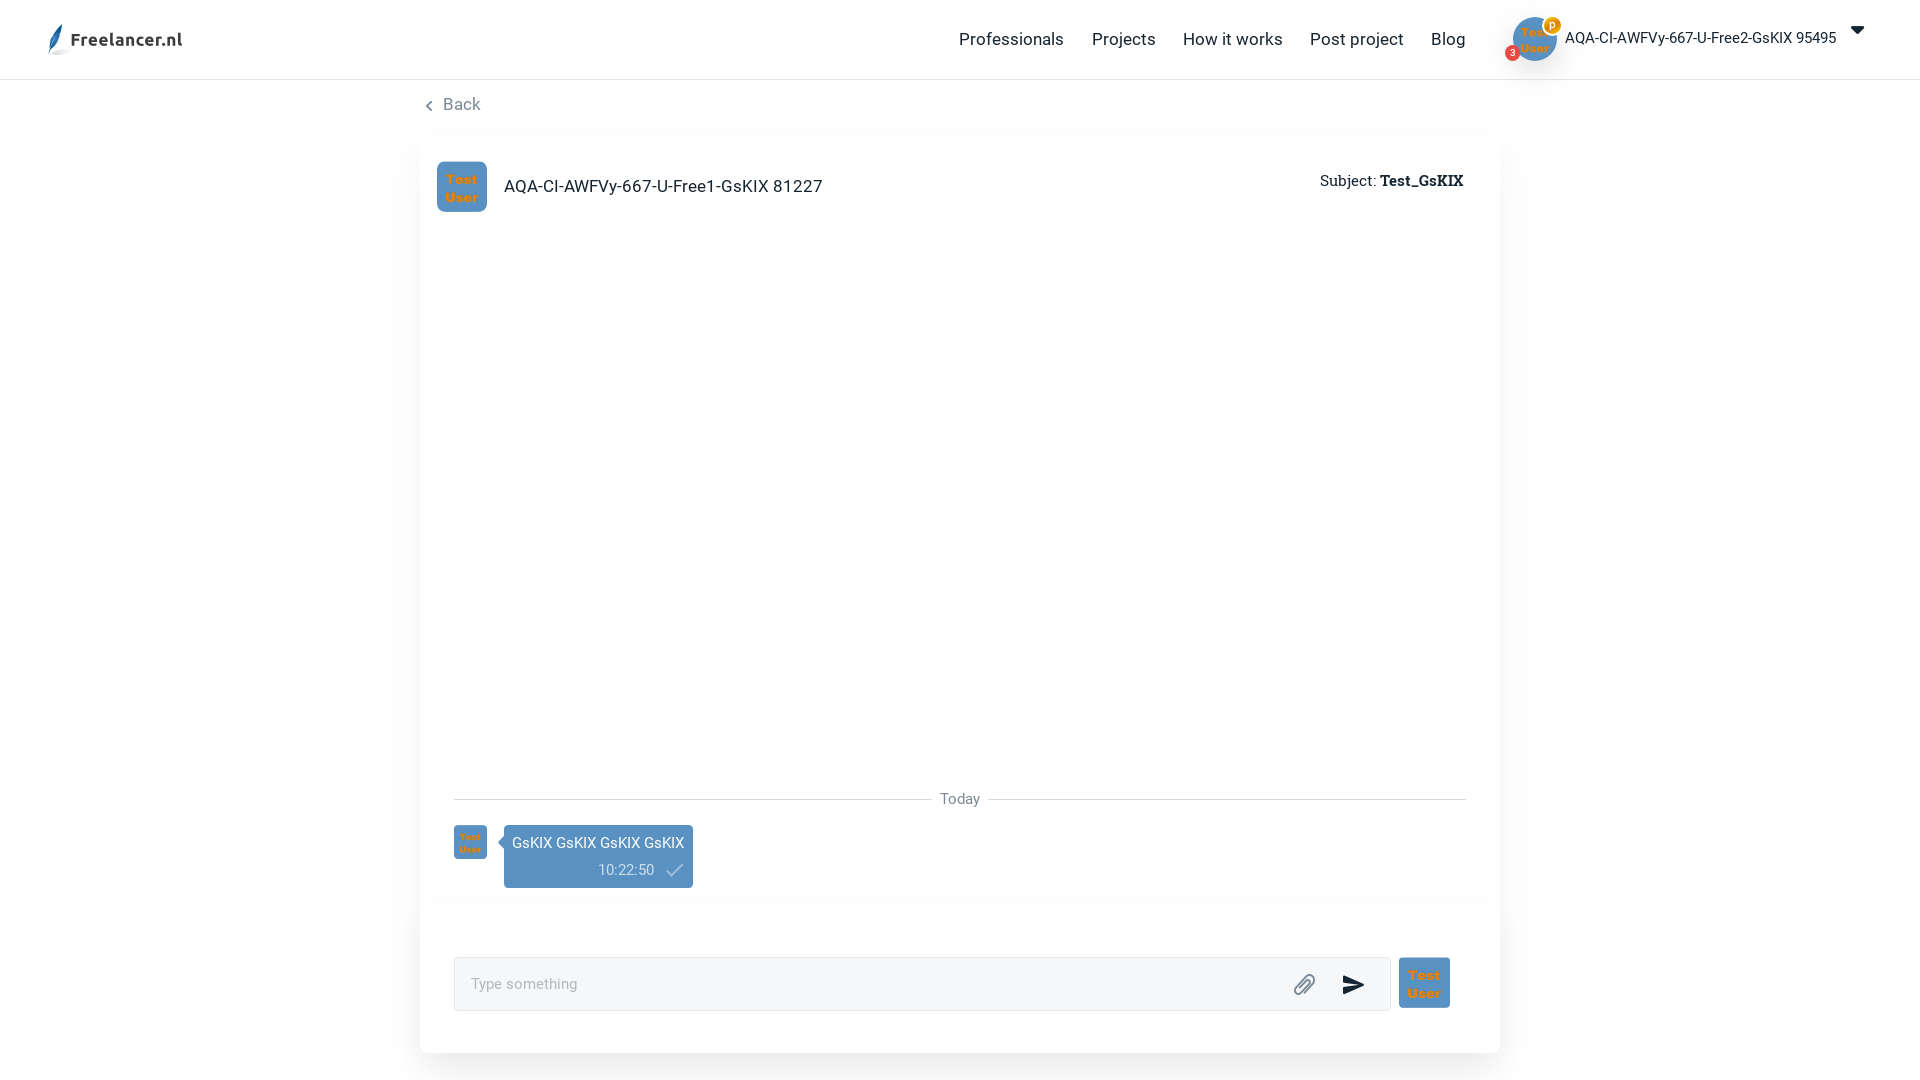 Freelancer.nl
Professionals
Projects
How it works
Post project
Blog
Test
User
p
3
AQA-CI-AWFVy-667-U-Free2-GsKIX 95495
Back
Test
User
AQA-CI-AWFVy-667-U-Free1-GsKIX 81227
Subject: Test_GsKIX
Today
Test
User
GsKIX GsKIX GsKIX GsKIX
10:22:50
Type something
Test
User